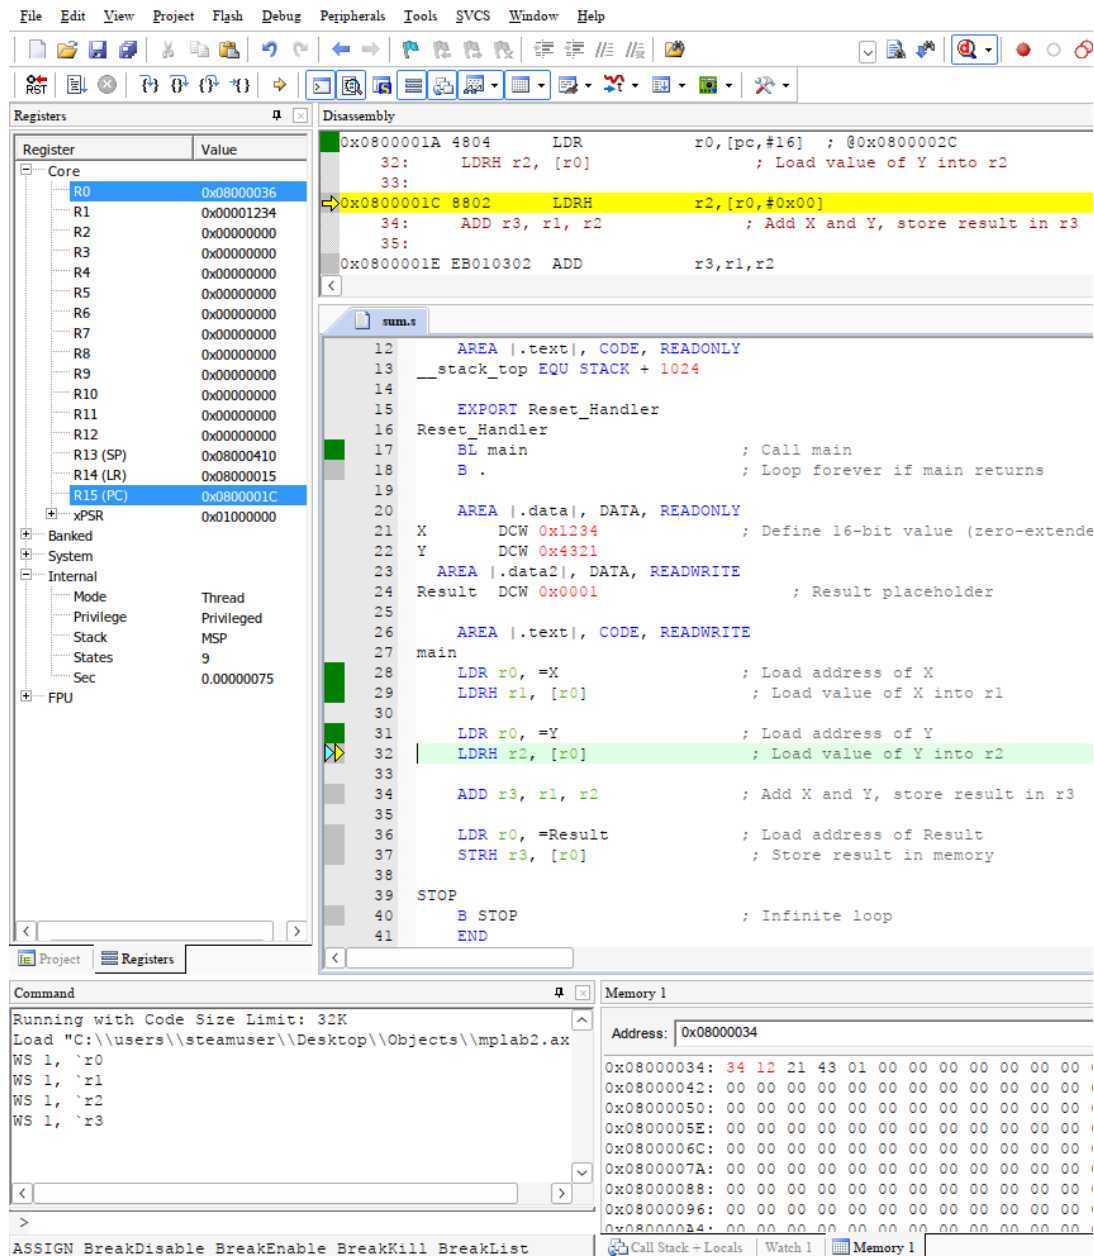 File Edit View Project Flash Debug Peripherals Tools SVCS Window Help
RST
Registers
Register Value
Core
R0 0x08000036
R1 0x00001234
R2 0x00000000
R3 0x00000000
R4 0x00000000
R5 0x00000000
R6 0x00000000
R7 0x00000000
R8 0x00000000
R9 0x00000000
R10 0x00000000
R11 0x00000000
R12 0x00000000
R13 (SP) 0x08000410
R14 (LR) 0x08000015
R15 (PC) 0x0800001C
xPSR 0x01000000
Banked
System
Internal
Mode Thread
Privilege Privileged
Stack MSP
States 9
Sec 0.00000075
FPU
Project Registers
Disassembly
0x0800001A 4804 LDR r0,[pc,#16] ; @0x0800002C
32: LDRH r2, [r0] ; Load value of Y into r2
33:
0x0800001C 8802 LDRH r2,[r0,#0x00]
34: ADD r3, r1, r2 ; Add X and Y, store result in r3
35:
0x0800001E EB010302 ADD r3,r1,r2
sum.s
12 AREA |.text|, CODE, READONLY
13 __stack_top EQU STACK + 1024
14
15 EXPORT Reset_Handler
16 Reset_Handler
17 BL main ; Call main
18 B . ; Loop forever if main returns
19
20 AREA |.data|, DATA, READONLY
21 X DCW 0x1234 ; Define 16-bit value (zero-extende
22 Y DCW 0x4321
23 AREA |.data2|, DATA, READWRITE
24 Result DCW 0x0001 ; Result placeholder
25
26 AREA |.text|, CODE, READWRITE
27 main
28 LDR r0, =X ; Load address of X
29 LDRH r1, [r0] ; Load value of X into r1
30
31 LDR r0, =Y ; Load address of Y
32 LDRH r2, [r0] ; Load value of Y into r2
33
34 ADD r3, r1, r2 ; Add X and Y, store result in r3
35
36 LDR r0, =Result ; Load address of Result
37 STRH r3, [r0] ; Store result in memory
38
39 STOP
40 B STOP ; Infinite loop
41 END
Command
Running with Code Size Limit: 32K
Load "C:\\users\\steamuser\\Desktop\\Objects\\mplab2.ax
WS 1, `r0
WS 1, `r1
WS 1, `r2
WS 1, `r3
>
ASSIGN BreakDisable BreakEnable BreakKill BreakList
Memory 1
Address: 0x08000034
0x08000034: 34 12 21 43 01 00 00 00 00 00 00 00
0x08000042: 00 00 00 00 00 00 00 00 00 00 00 00
0x08000050: 00 00 00 00 00 00 00 00 00 00 00 00
0x0800005E: 00 00 00 00 00 00 00 00 00 00 00 00
0x0800006C: 00 00 00 00 00 00 00 00 00 00 00 00
0x0800007A: 00 00 00 00 00 00 00 00 00 00 00 00
0x08000088: 00 00 00 00 00 00 00 00 00 00 00 00
0x08000096: 00 00 00 00 00 00 00 00 00 00 00 00
0x080000A4: 00 00 00 00 00 00 00 00 00 00 00 00
Call Stack + Locals Watch 1 Memory 1